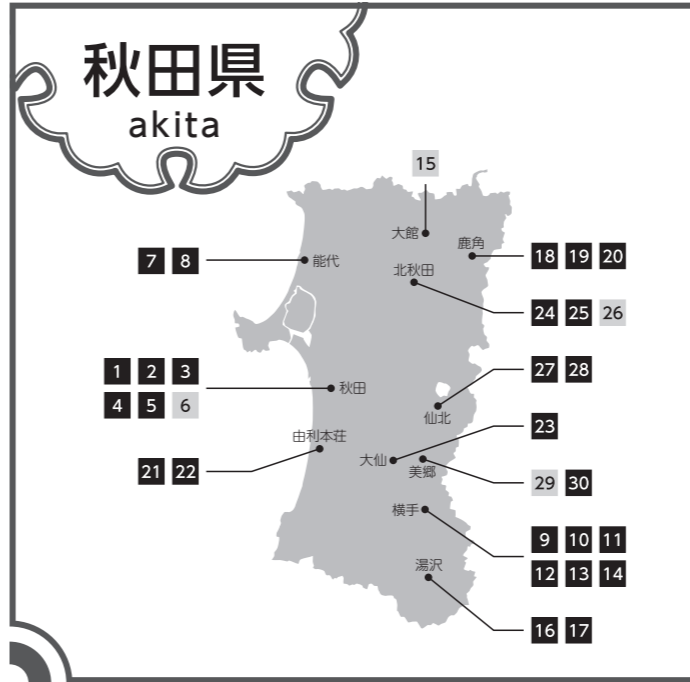 秋田県
akita
15
大館
鹿角
18 19 20
7 8
能代
北秋田
24 25 26
1 2 3
4 5 6
秋田
27 28
仙北
23
由利本荘
21 22
大仙
美郷
29 30
横手
9 10 11
12 13 14
湯沢
16 17